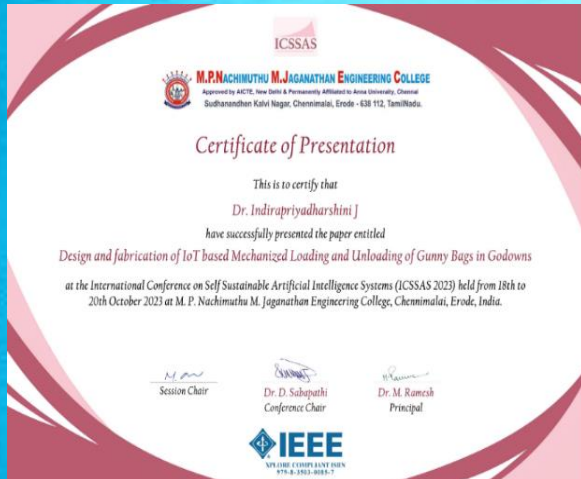 ICSSAS
M.P.NACHIMUTHU M.JAGANATHAN ENGINEERING COLLEGE
Approved by AICTE, New Delhi & Permanently Affiliated to Anna University, Chennai
Sudhanandhen Kalvi Nagar, Chennimalai, Erode - 638 112, TamilNadu.
Certificate of Presentation
This is to certify that
Dr. Indirapriyadharshini J
have successfully presented the paper entitled
Design and fabrication of IoT based Mechanized Loading and Unloading of Gunny Bags in Godowns
at the International Conference on Self Sustainable Artificial Intelligence Systems (ICSSAS 2023) held from 18th to
20th October 2023 at M. P. Nachimuthu M. Jaganathan Engineering College, Chennimalai, Erode, India.
Session Chair
Dr. D. Sabapathi
Conference Chair
Dr. M. Ramesh
Principal
IEEE
XPLORE COMPLIANT ISBN
979-8-3503-0085-7